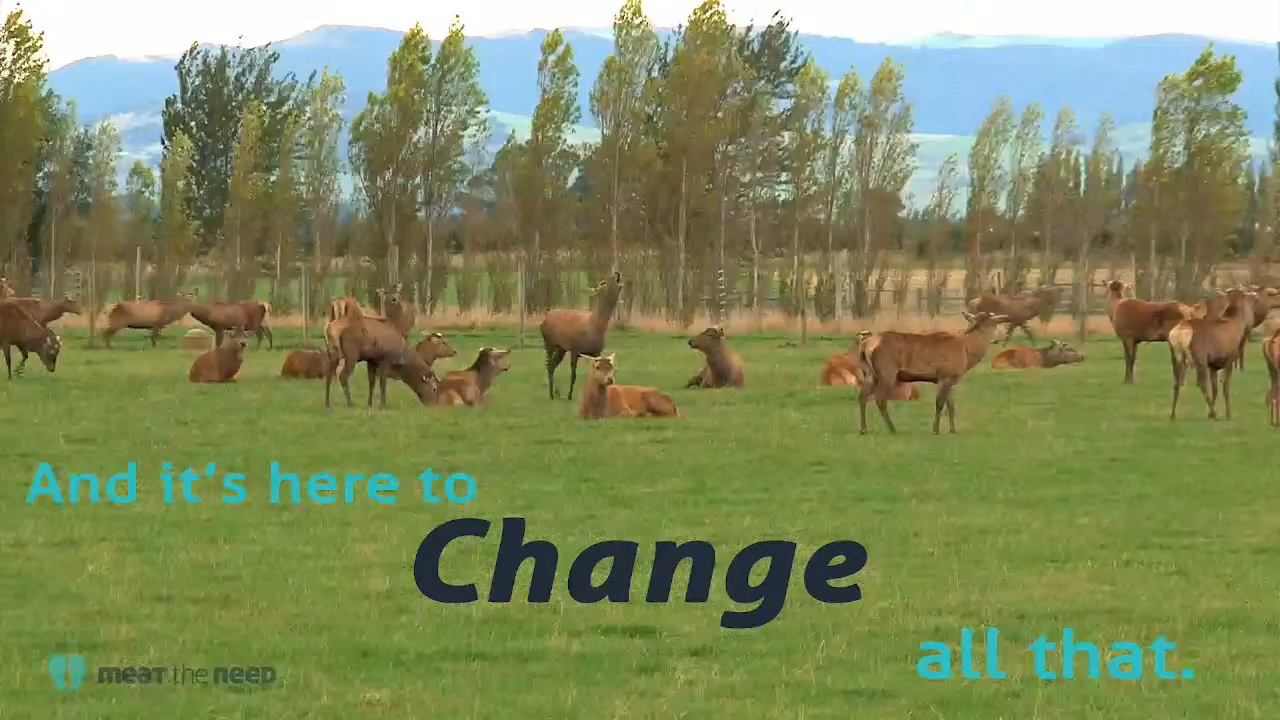 And it's here to
Change
all that.
meat the need